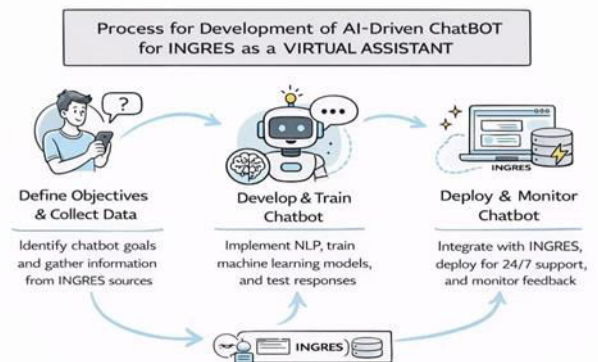 Process for Development of AI-Driven ChatBOT
for INGRES as a VIRTUAL ASSISTANT
?
INGRES
Define Objectives
& Collect Data
Develop & Train
Chatbot
Deploy & Monitor
Chatbot
Identify chatbot goals
and gather information
from INGRES sources
Implement NLP, train
machine learning models,
and test responses
Integrate with INGRES,
deploy for 24/7 support,
and monitor feedback
INGRES